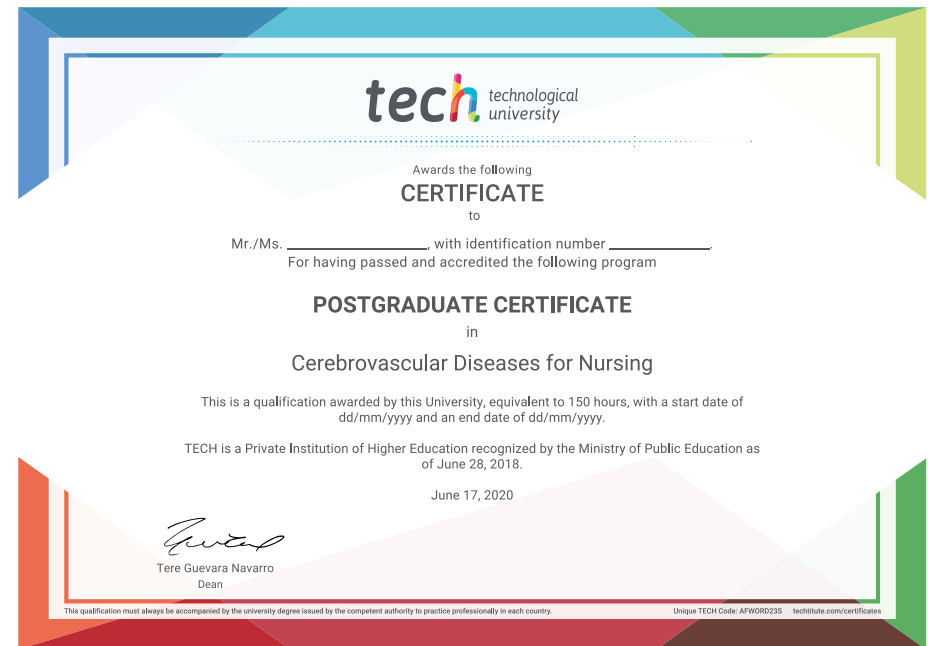 tech technological
university
Awards the following
CERTIFICATE
to
Mr./Ms. ____________________, with identification number ______________.
For having passed and accredited the following program
POSTGRADUATE CERTIFICATE
in
Cerebrovascular Diseases for Nursing
This is a qualification awarded by this University, equivalent to 150 hours, with a start date of
dd/mm/yyyy and an end date of dd/mm/yyyy.
TECH is a Private Institution of Higher Education recognized by the Ministry of Public Education as
of June 28, 2018.
June 17, 2020
Tere Guevara Navarro
Dean
This qualification must always be accompanied by the university degree issued by the competent authority to practice professionally in each country.
Unique TECH Code: AFWORD23S techtitute.com/certificates